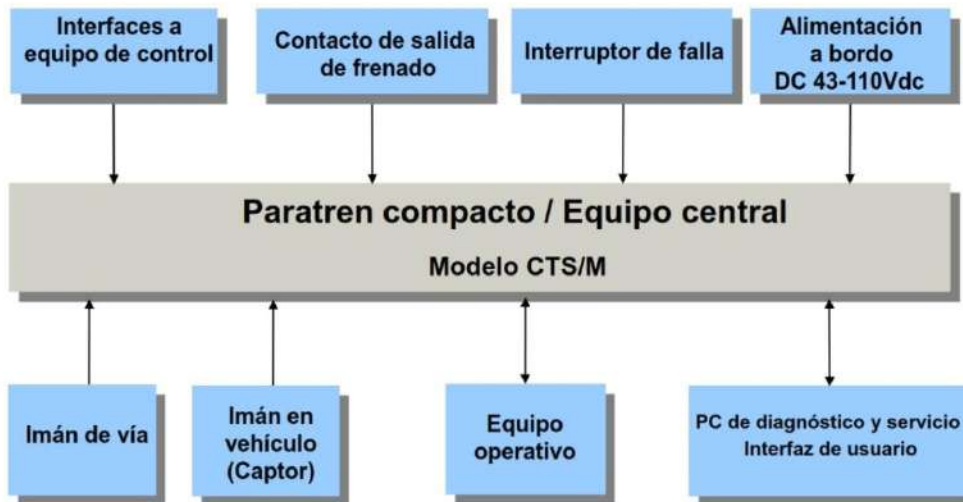 Interfaces a
equipo de control
Contacto de salida
de frenado
Interruptor de falla
Alimentación
a bordo
DC 43-110Vdc
Paratren compacto / Equipo central
Modelo CTS/M
Imán de vía
Imán en
vehículo
(Captor)
Equipo
operativo
PC de diagnóstico y servicio
Interfaz de usuario